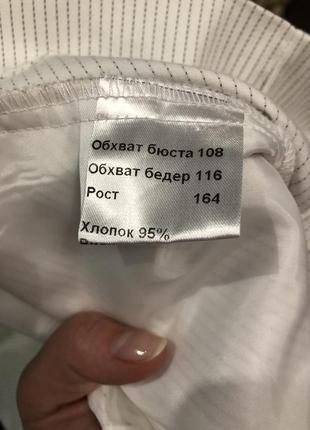 Обхват бюста 108
Обхват бедер 116
Рост 164
Хлопок 95%